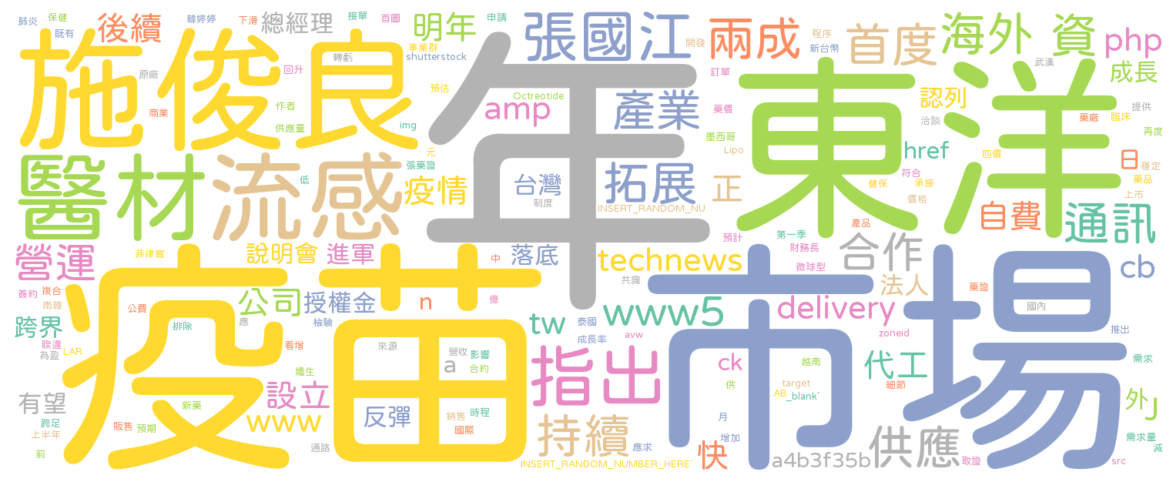 肺炎 保健 既有 後續 韓婷婷 下滑 總經理 接單 首圖 明年 申請 張國江 兩成 程序 首度 海外 資 php
事業群 shutterstock 開發 新台幣 武漢 成長
施俊良 年 東洋
轉虧 原廠 回升 預估 訂單 認列 提供
商業 作者 amp Octreotide 產業 藥價 洽談 藥廠 臨床
供應量 img 墨西哥 href 再度
元 張藥證 Lipo 四價 日 穩定
醫材 流感 低 疫情 台灣 拓展 正 符合 健保 承接 藥品
制度 INSERT_RANDOM_NU 價格 上市
自費 通訊
營運 菲律賓 說明會 進軍 中 落底 預計 第一季 產品 合作
財務長 technews 共識 微球型 法人 藥證 cb
簽約 複合 南韓 公費 公司 授權金 億 n www5 delivery 國內
跨界 排除 應 檢驗 tw 泰國 成長率 zoneid 推出
疫苗 市場
睽違 為盈 LAR 看增 來源 營收 影響 a 合約 指出 avw ck 越南 代工 需求
嬌生 設立 供 target 細節
有望 新藥 www 反彈 銷售 時程 AB _blank' 外 J
跨足 上半年 販售 預期 國際 持續 月 供應
前 通路 應求 快 增加 需求量 減
INSERT_RANDOM_NUMBER_HERE' a4b3f35b 取證 src